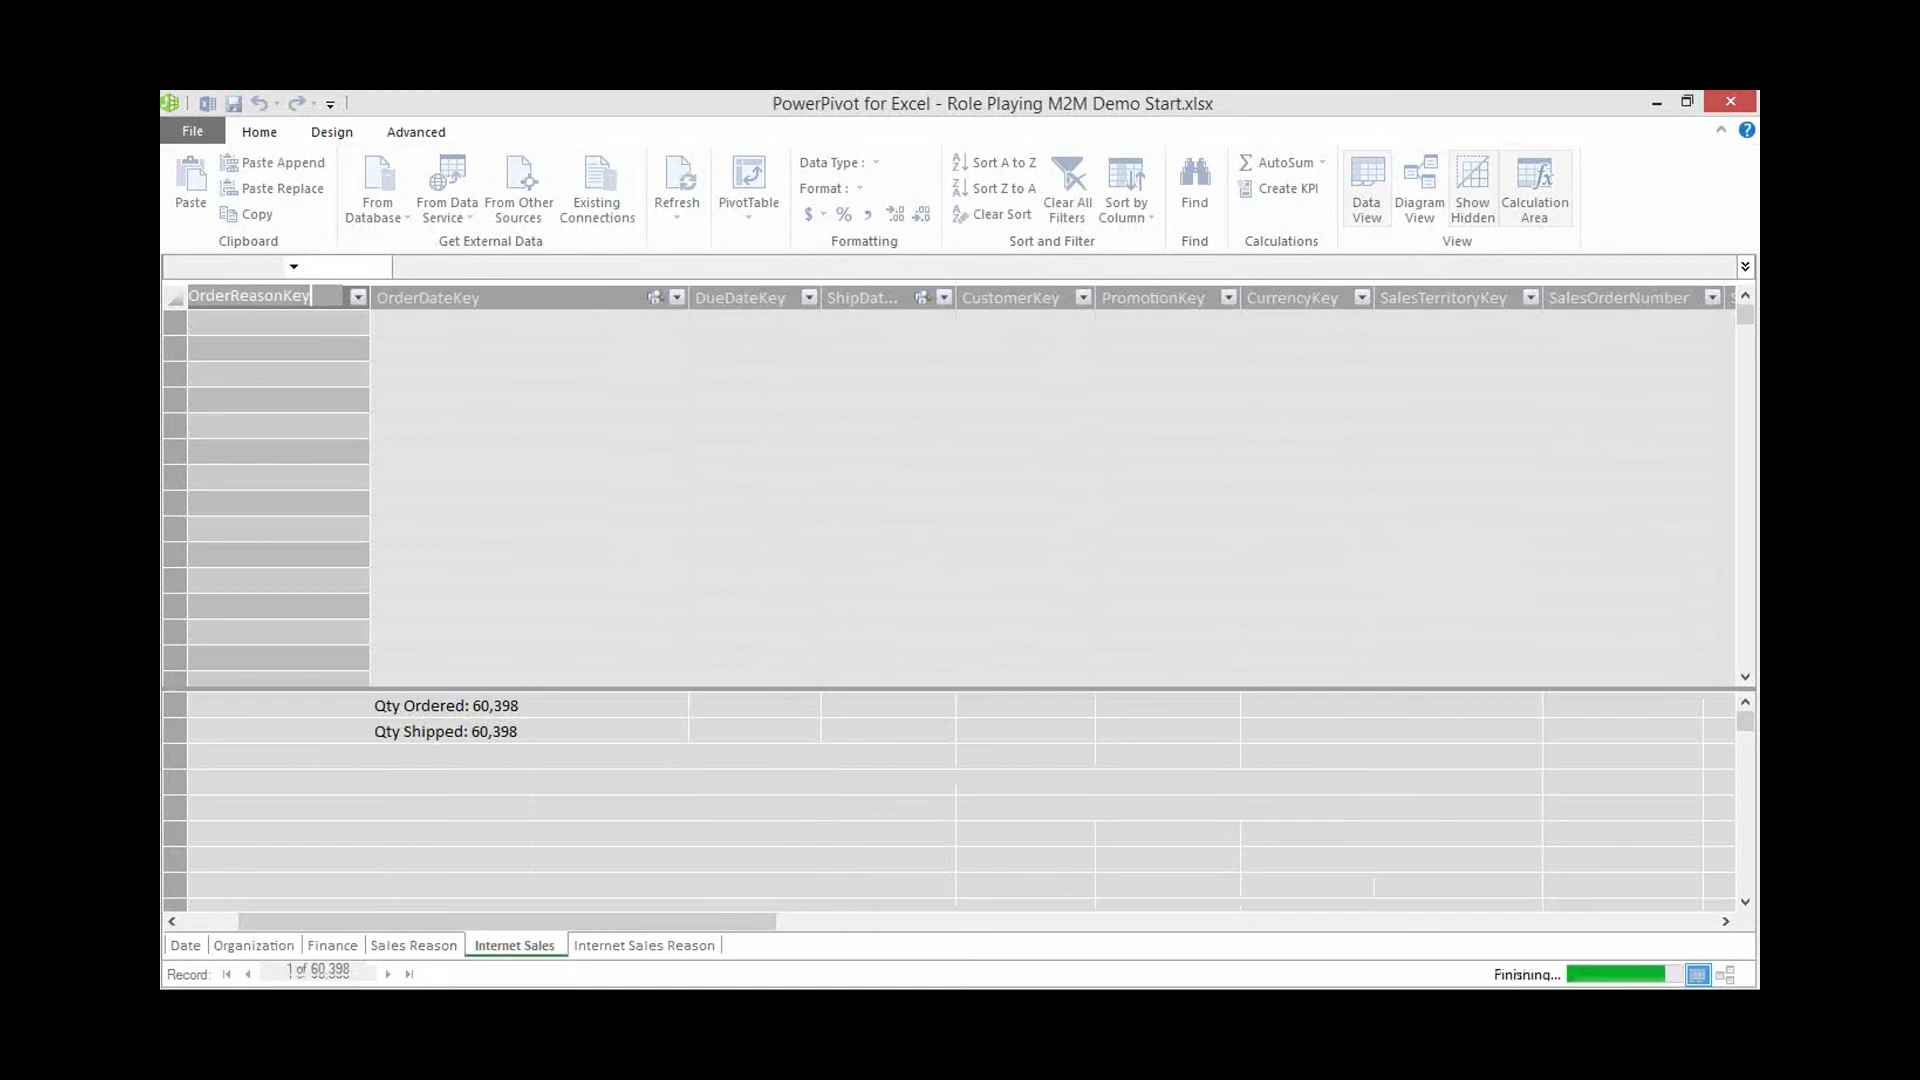 PowerPivot for Excel - Role Playing M2M Demo Start.xlsx
File Home Design Advanced
Paste
Paste Append
Paste Replace
Copy
Clipboard
From Database
From Data Service
From Other Sources
Existing Connections
Get External Data
Refresh
PivotTable
Data Type :
Format :
$ % ,
Formatting
Sort A to Z
Sort Z to A
Clear Sort
Clear All Filters
Sort by Column
Sort and Filter
Find
Find
AutoSum
Create KPI
Calculations
Data View
Diagram View
Show Hidden
Calculation Area
View
OrderReasonKey OrderDateKey DueDateKey ShipDat... CustomerKey PromotionKey CurrencyKey SalesTerritoryKey SalesOrderNumber
Qty Ordered: 60,398
Qty Shipped: 60,398
Date Organization Finance Sales Reason Internet Sales Internet Sales Reason
Record: 1 of 60,398
Finishing...